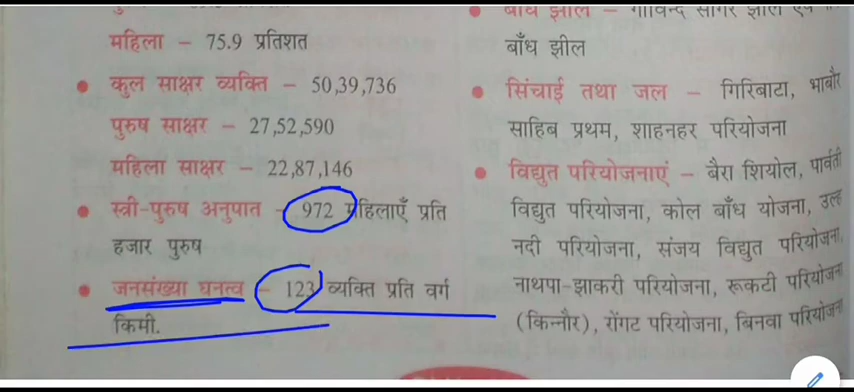 महिला – 75.9 प्रतिशत
• कुल साक्षर व्यक्ति – 50,39,736
पुरुष साक्षर – 27,52,590
महिला साक्षर – 22,87,146
• स्त्री-पुरुष अनुपात – 972 महिलाएँ प्रति
हजार पुरुष
• जनसंख्या घनत्व – 123 व्यक्ति प्रति वर्ग
किमी.
• बाँध झील – गोविन्द सागर झील एवं
बाँध झील
• सिंचाई तथा जल – गिरिबाटा, भाबौर
साहिब प्रथम, शाहनहर परियोजना
• विद्युत परियोजनाएं – बैरा शियोल, पार्वती
विद्युत परियोजना, कोल बाँध योजना, उल्ह
नदी परियोजना, संजय विद्युत परियोजना,
नाथपा-झाकरी परियोजना, रूकटी परियोजना
(किन्नौर), रोंगट परियोजना, बिनवा परियोजना